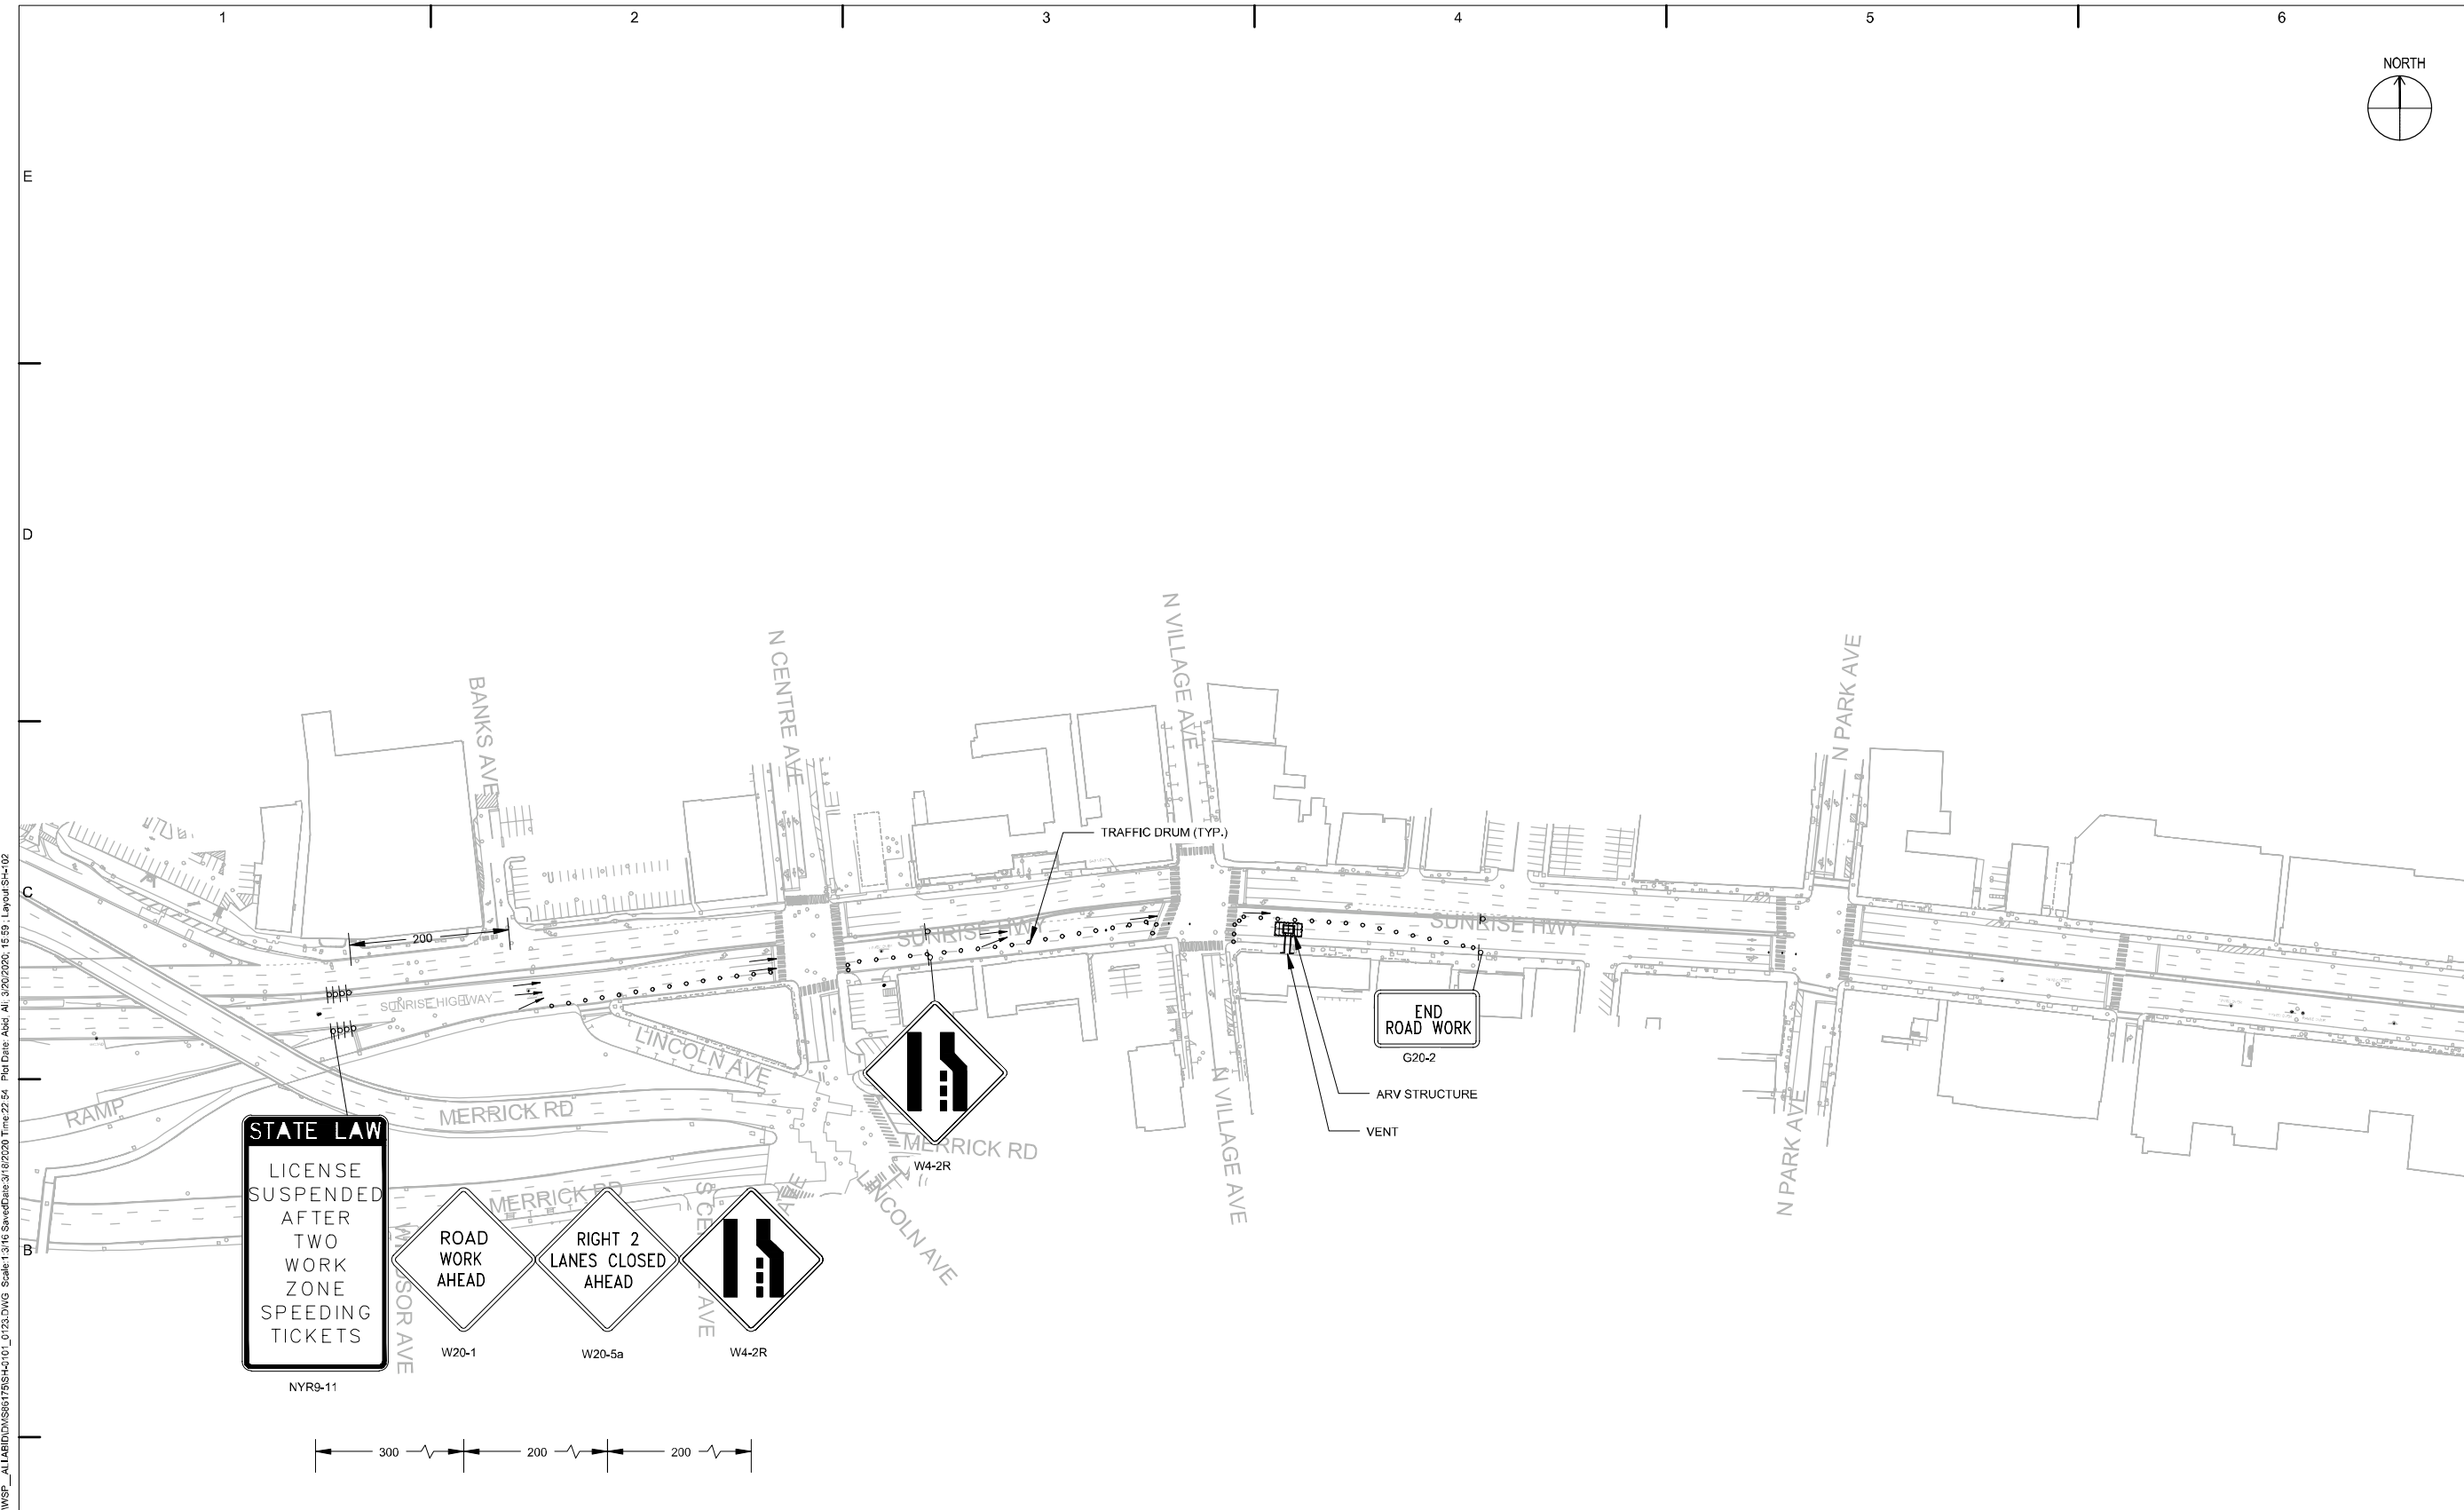 1
2
3
4
5
6
NORTH
E
D
C
B
BANKS AVE
N CENTRE AVE
N VILLAGE AVE
N PARK AVE
TRAFFIC DRUM (TYP.)
200
SUNRISE HWY
SUNRISE HWY
SUNRISE HIGHWAY
LINCOLN AVE
RAMP
MERRICK RD
MERRICK RD
MERRICK RD
LINCOLN AVE
N VILLAGE AVE
N PARK AVE
END
ROAD WORK
G20-2
ARV STRUCTURE
VENT
W4-2R
STATE LAW
LICENSE
SUSPENDED
AFTER
TWO
WORK
ZONE
SPEEDING
TICKETS
NYR9-11
ROAD
WORK
AHEAD
W20-1
RIGHT 2
LANES CLOSED
AHEAD
W20-5a
W4-2R
300
200
200